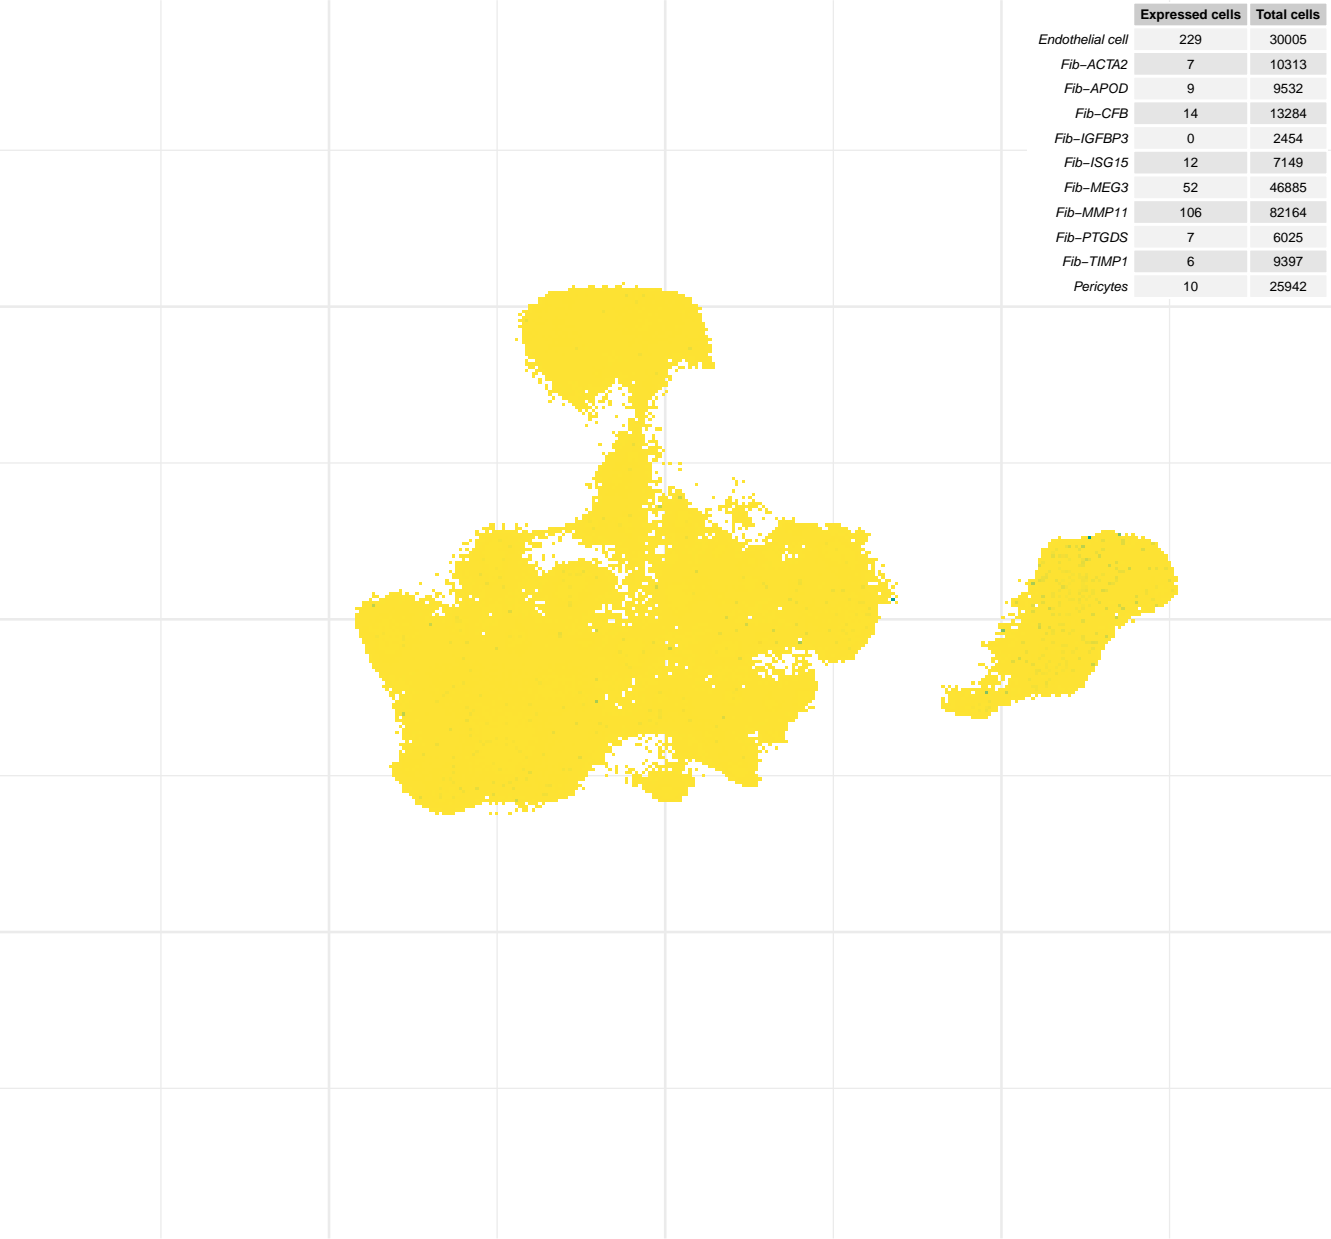 Expressed cells Total cells
Endothelial cell 229 30005
Fib−ACTA2 7 10313
Fib−APOD 9 9532
Fib−CFB 14 13284
Fib−IGFBP3 0 2454
Fib−ISG15 12 7149
Fib−MEG3 52 46885
Fib−MMP11 106 82164
Fib−PTGDS 7 6025
Fib−TIMP1 6 9397
Pericytes 10 25942